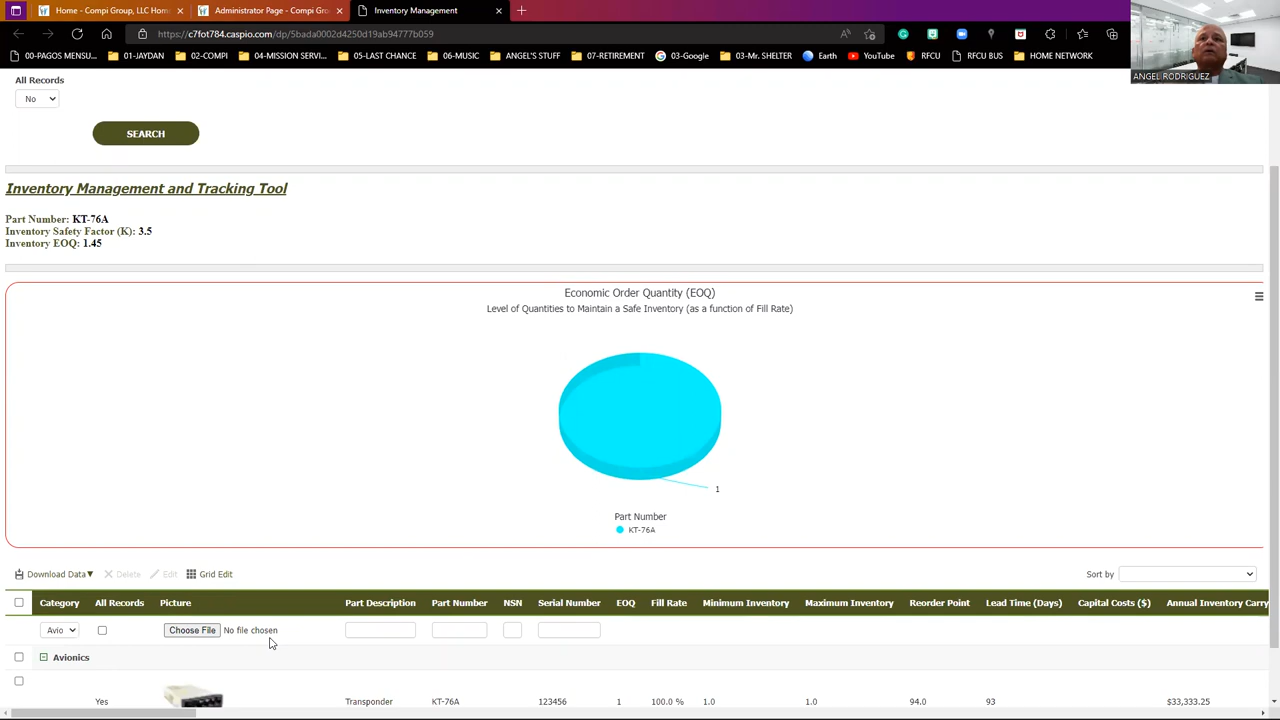 Home - Compi Group, LLC Hom
Administrator Page - Compi Gro
Inventory Management
https://c7fot784.caspio.com/dp/5bada0002d4250d19ab94777b059
00-PAGOS MENSU...
01-JAYDAN
02-COMPI
04-MISSION SERVI...
05-LAST CHANCE
06-MUSIC
ANGEL'S STUFF
07-RETIREMENT
03-Google
03-Mr. SHELTER
Earth
YouTube
RFCU
RFCU BUS
HOME NETWORK
ANGEL RODRIGUEZ
All Records
No
SEARCH
Inventory Management and Tracking Tool
Part Number: KT-76A
Inventory Safety Factor (K): 3.5
Inventory EOQ: 1.45
Economic Order Quantity (EOQ)
Level of Quantities to Maintain a Safe Inventory (as a function of Fill Rate)
1
Part Number
KT-76A
Download Data
Delete
Edit
Grid Edit
Sort by
Category All Records Picture Part Description Part Number NSN Serial Number EOQ Fill Rate Minimum Inventory Maximum Inventory Reorder Point Lead Time (Days) Capital Costs ($) Annual Inventory Carry
Avio Choose File No file chosen
Avionics
Yes Transponder KT-76A 123456 1 100.0 % 1.0 1.0 94.0 93 $33,333.25